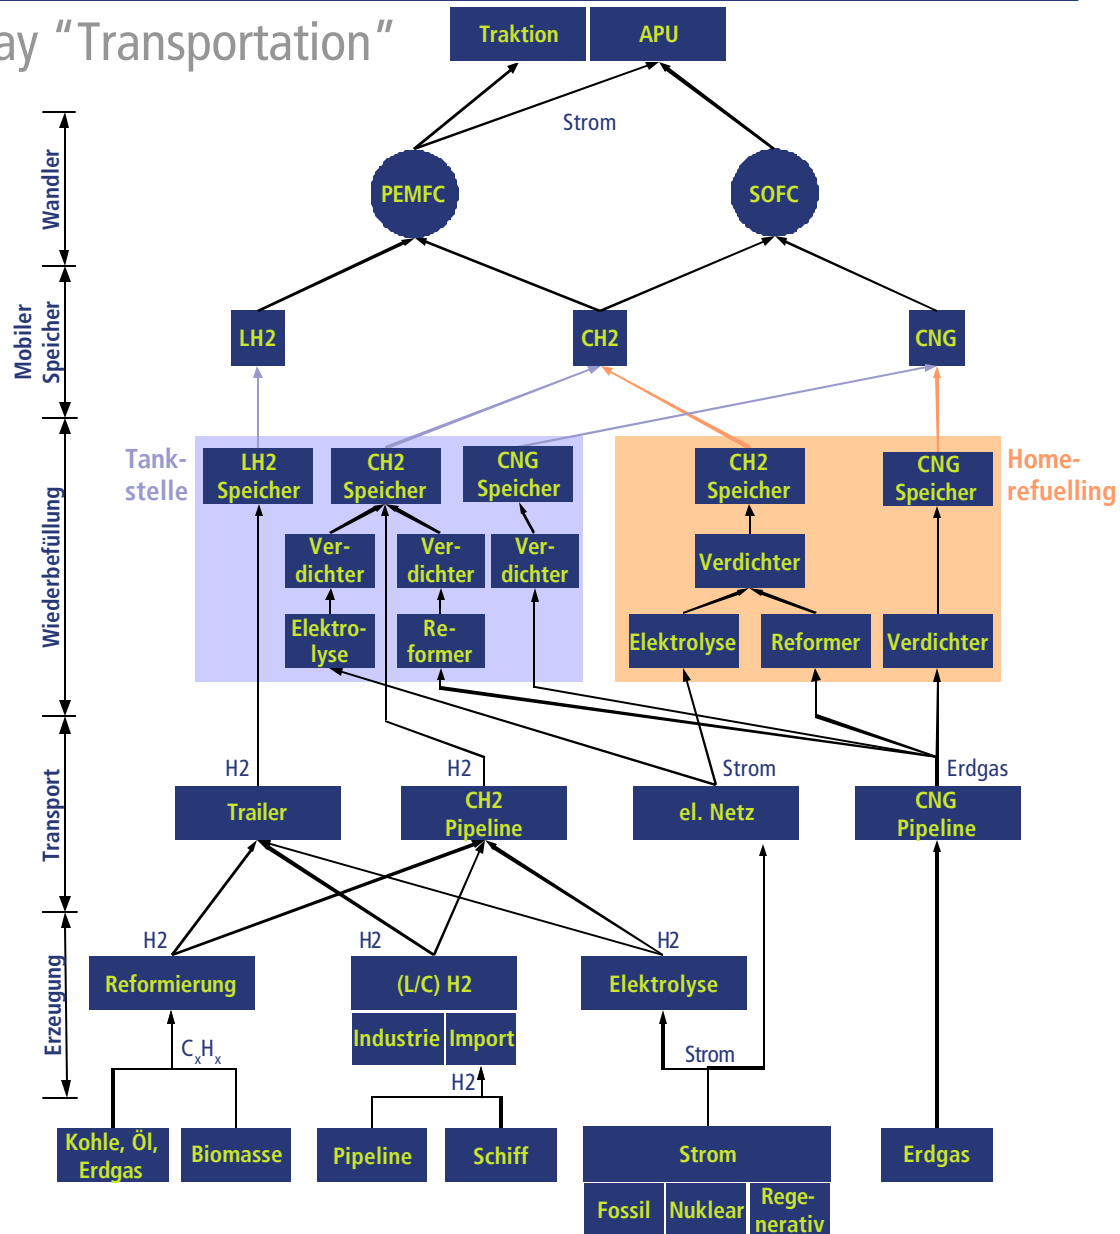 ay “Transportation”
Traktion
APU
Strom
Wandler
PEMFC
SOFC
Mobiler
Speicher
LH2
CH2
CNG
Wiederbefüllung
Tank-
stelle
LH2
Speicher
CH2
Speicher
CNG
Speicher
CH2
Speicher
CNG
Speicher
Home-
refuelling
Ver-
dichter
Ver-
dichter
Ver-
dichter
Verdichter
Elektro-
lyse
Re-
former
Elektrolyse
Reformer
Verdichter
Transport
H2
H2
Strom
Erdgas
Trailer
CH2
Pipeline
el. Netz
CNG
Pipeline
Erzeugung
H2
H2
H2
Reformierung
(L/C) H2
Elektrolyse
Industrie
Import
CxHx
Strom
H2
Kohle, Öl,
Erdgas
Biomasse
Pipeline
Schiff
Strom
Erdgas
Fossil
Nuklear
Rege-
nerativ